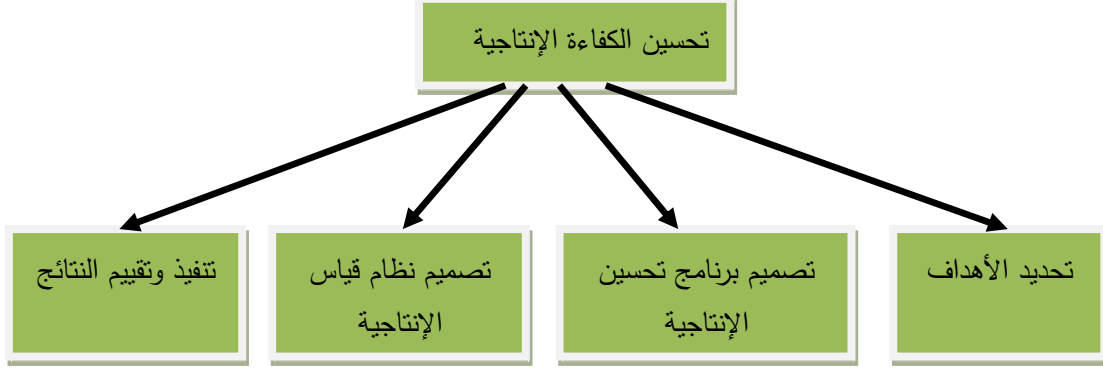 تحسين الكفاءة الإنتاجية
تحديد الأهداف
تصميم برنامج تحسين
الإنتاجية
تصميم نظام قياس
الإنتاجية
تنفيذ وتقييم النتائج